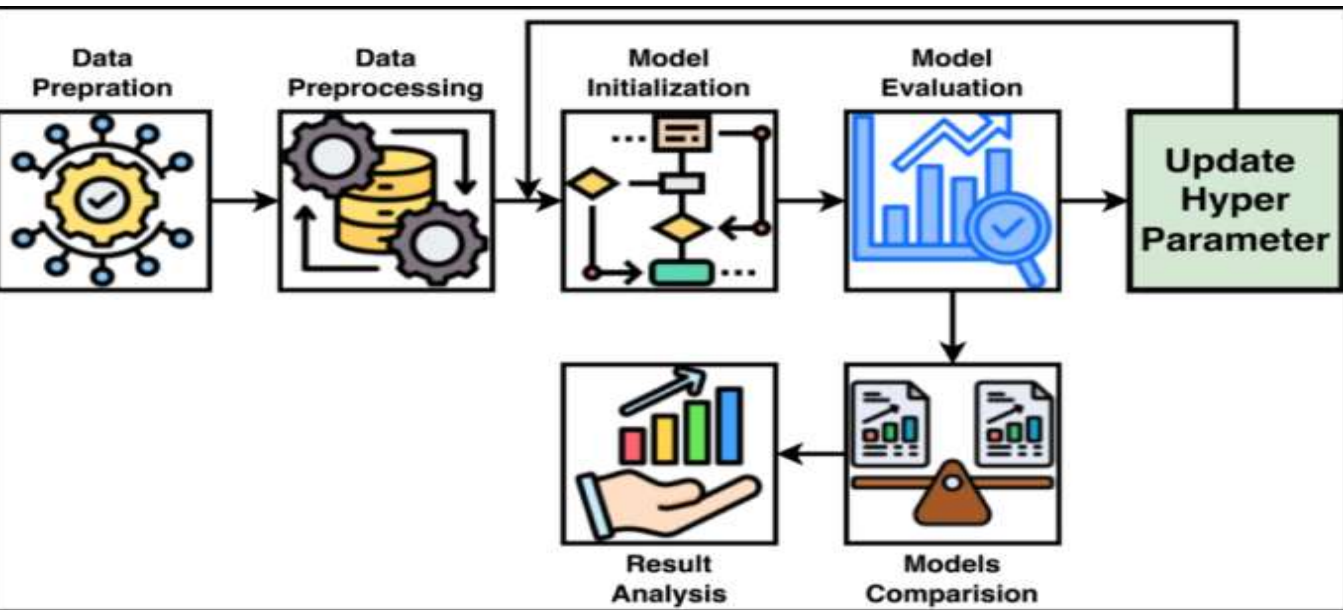 Data
Prepration
Data
Preprocessing
Model
Initialization
Model
Evaluation
Update
Hyper
Parameter
Result
Analysis
Models
Comparision